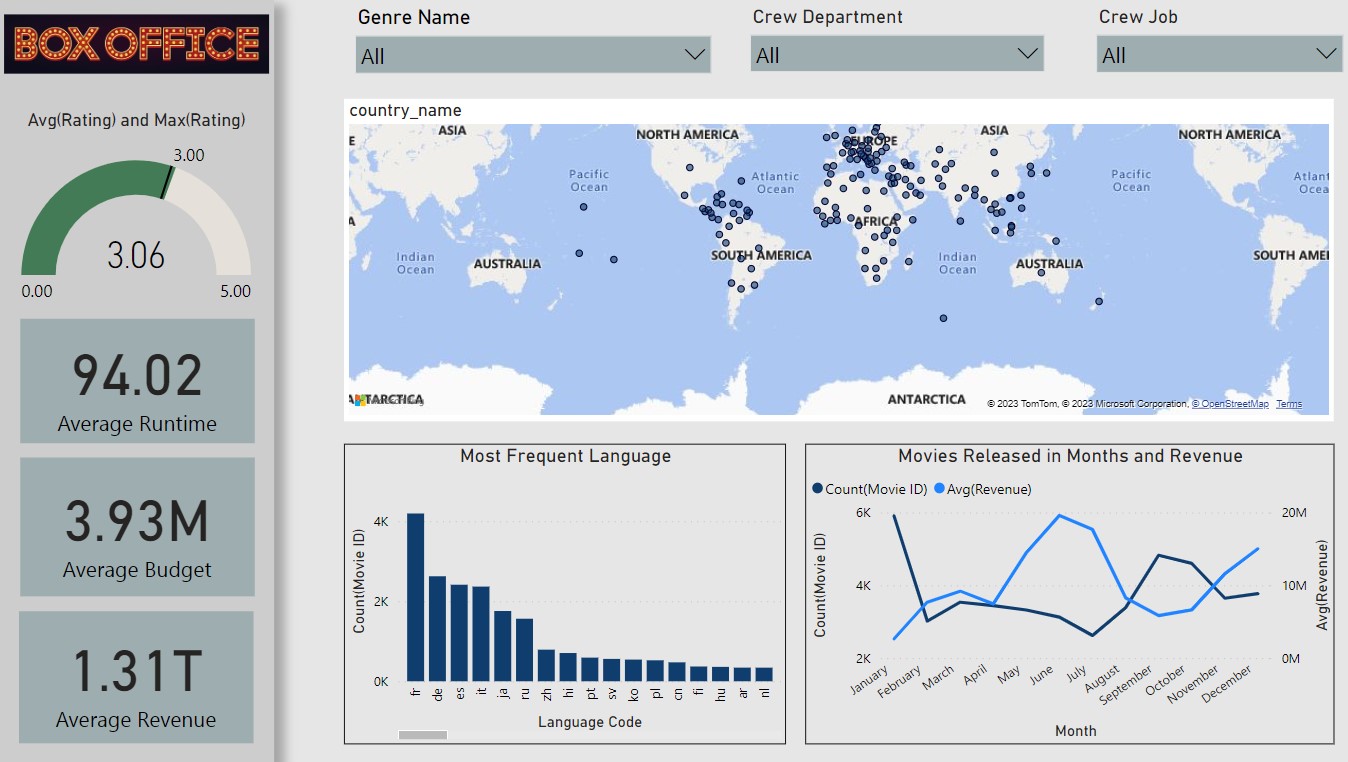 BOX OFFICE
Genre Name
Crew Department
Crew Job
All
All
All
Avg(Rating) and Max(Rating)
3.00
3.06
0.00
5.00
94.02
Average Runtime
3.93M
Average Budget
1.31T
Average Revenue
country_name
E
ASIA
NORTH AMERICA
EUROPE
ASIA
NORTH AMERICA
Pacific
Ocean
Atlantic
Ocean
Pacific
Ocean
Atlant
Ocea
A
AFRICA
Indian
Ocean
AUSTRALIA
SOUTH AMERICA
Indian
Ocean
AUSTRALIA
SOUTH AME
ANTARCTICA
ANTARCTICA
© 2023 TomTom, © 2023 Microsoft Corporation, © OpenStreetMap Terms
Most Frequent Language
Count(Movie ID)
4K
2K
0K
fr
de
es
it
ja
ru
zh
hi
pt
sv
ko
pl
cn
fi
hu
ar
nl
Language Code
Movies Released in Months and Revenue
Count(Movie ID)
Avg(Revenue)
Count(Movie ID)
6K
4K
2K
20M
10M
0M
Avg(Revenue)
January
February
March
April
May
June
July
August
September
October
November
December
Month